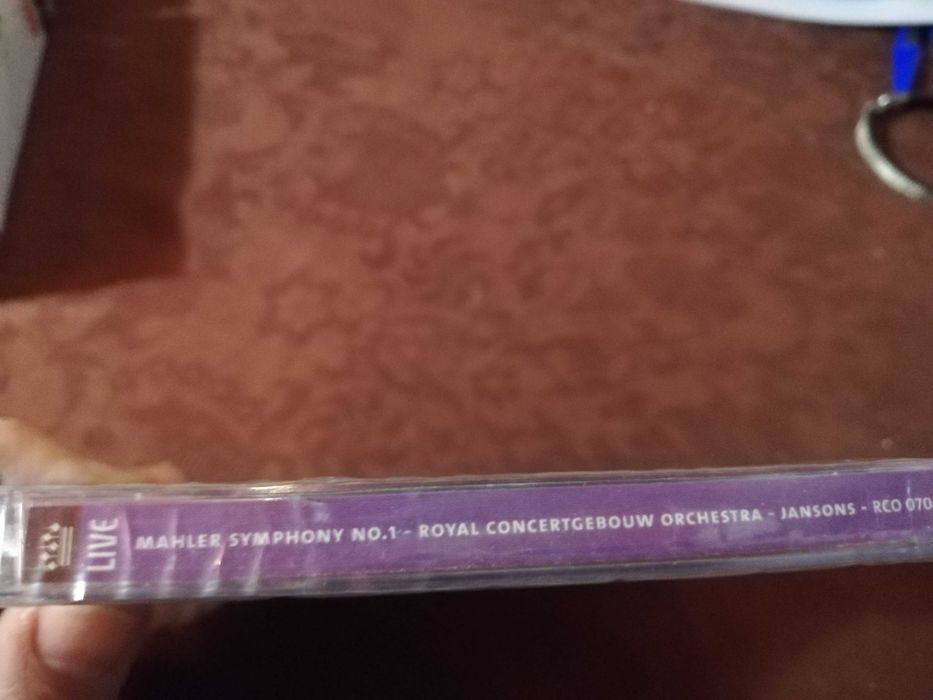 LIVE
MAHLER SYMPHONY NO.1 - ROYAL CONCERTGEBOUW ORCHESTRA - JANSONS - RCO 070